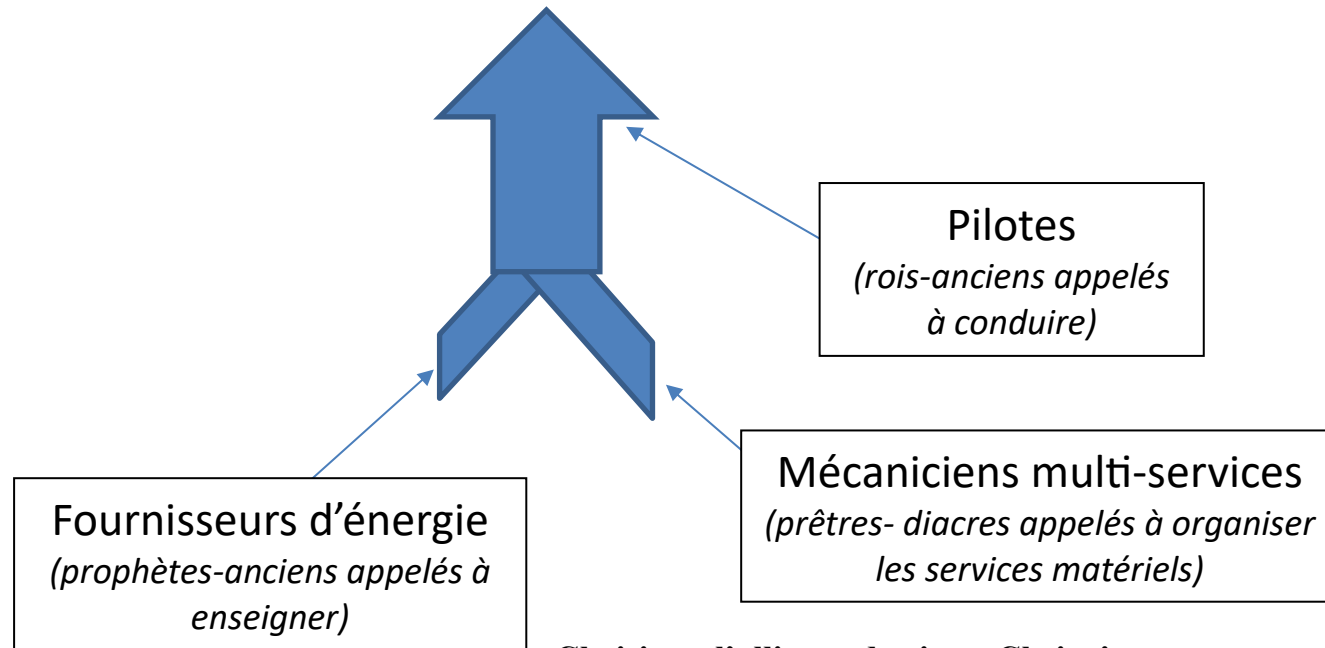 Pilotes
(rois-anciens appelés
à conduire)
Mécaniciens multi-services
(prêtres- diacres appelés à organiser
les services matériels)
Fournisseurs d'énergie
(prophètes-anciens appelés à
enseigner)